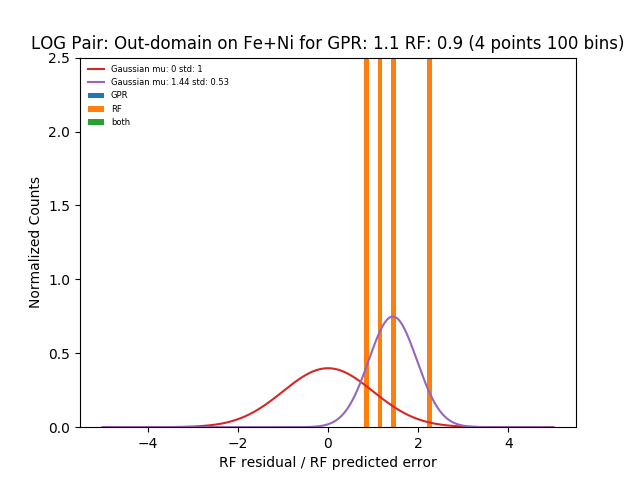 LOG Pair: Out-domain on Fe+Ni for GPR: 1.1 RF: 0.9 (4 points 100 bins)
2.5
2.0
1.5
1.0
0.5
0.0
Normalized Counts
Gaussian mu: 0 std: 1
Gaussian mu: 1.44 std: 0.53
GPR
RF
both
−4 −2 0 2 4
RF residual / RF predicted error